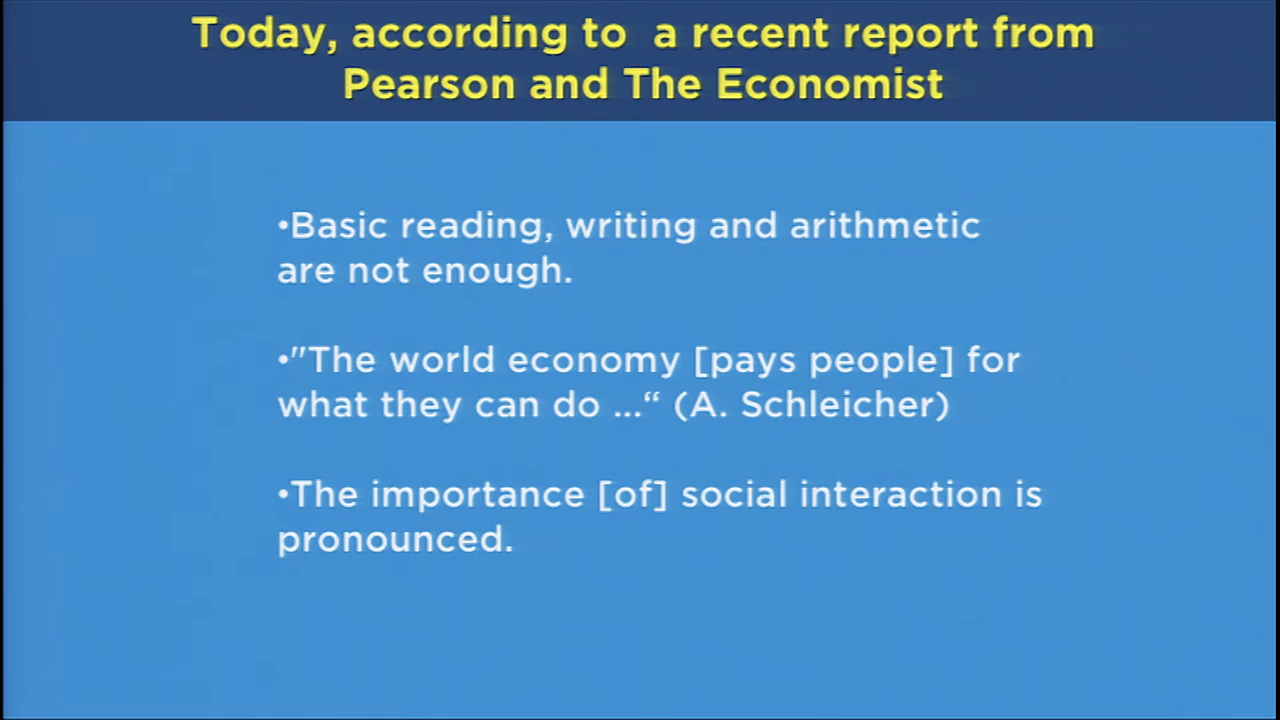 Today, according to  a recent report from
Pearson and The Economist
•Basic reading, writing and arithmetic
are not enough.
•"The world economy [pays people] for
what they can do ...“ (A. Schleicher)
•The importance [of] social interaction is
pronounced.